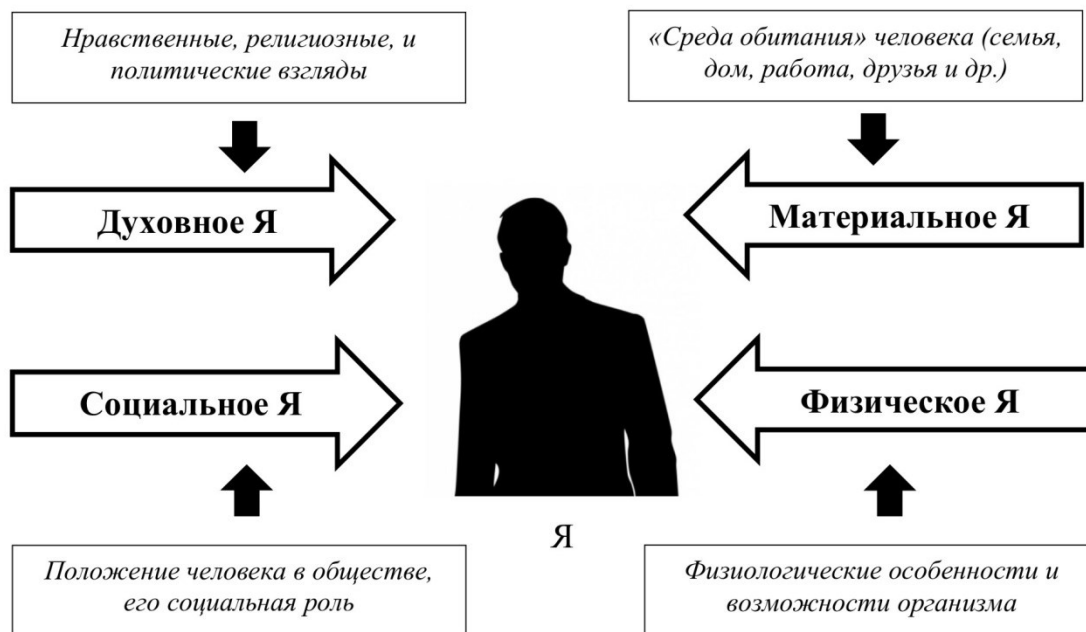 Нравственные, религиозные, и
политические взгляды
«Среда обитания» человека (семья,
дом, работа, друзья и др.)
Духовное Я
Материальное Я
Социальное Я
Физическое Я
Я
Положение человека в обществе,
его социальная роль
Физиологические особенности и
возможности организма